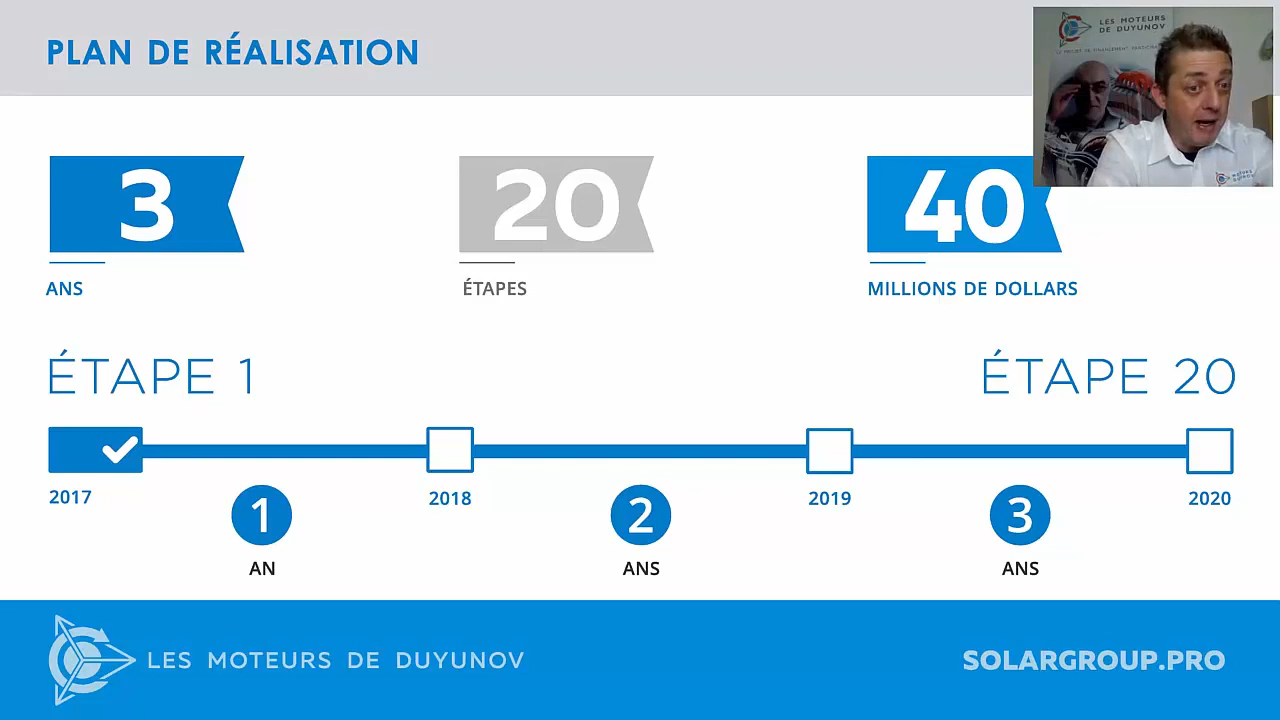 PLAN DE RÉALISATION
LES MOTEURS
DE DUYUNOV
3
20
40
ANS
ÉTAPES
MILLIONS DE DOLLARS
ÉTAPE 1
ÉTAPE 20
2017
2018
2019
2020
1
2
3
AN
ANS
ANS
LES MOTEURS DE DUYUNOV
SOLARGROUP.PRO